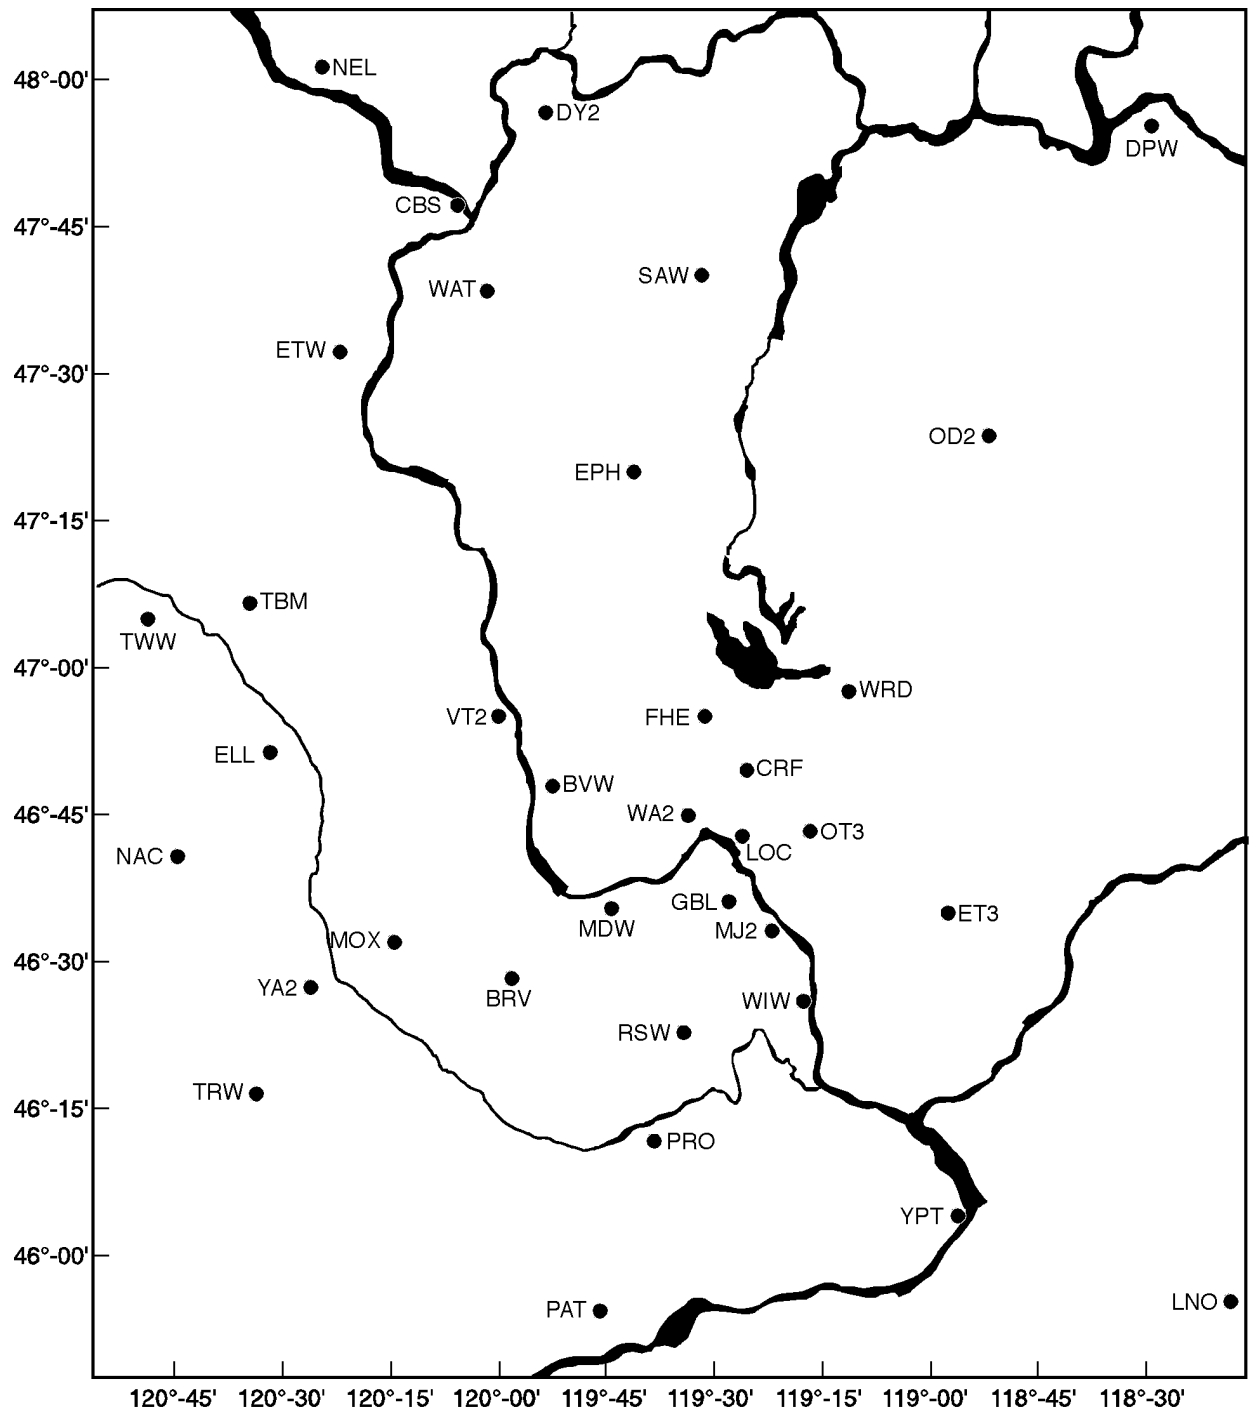 NEL
48°-00'
DY2
DPW
CBS
47°-45'
SAW
WAT
ETW
47°-30'
OD2
EPH
47°-15'
TBM
TWW
47°-00'
WRD
VT2
FHE
ELL
CRF
BVW
46°-45'
WA2
OT3
LOC
NAC
GBL
ET3
MDW
MJ2
MOX
46°-30'
YA2
BRV
WIW
RSW
TRW
46°-15'
PRO
YPT
46°-00'
LNO
PAT
120°-45' 120°-30' 120°-15' 120°-00' 119°-45' 119°-30' 119°-15' 119°-00' 118°-45' 118°-30'